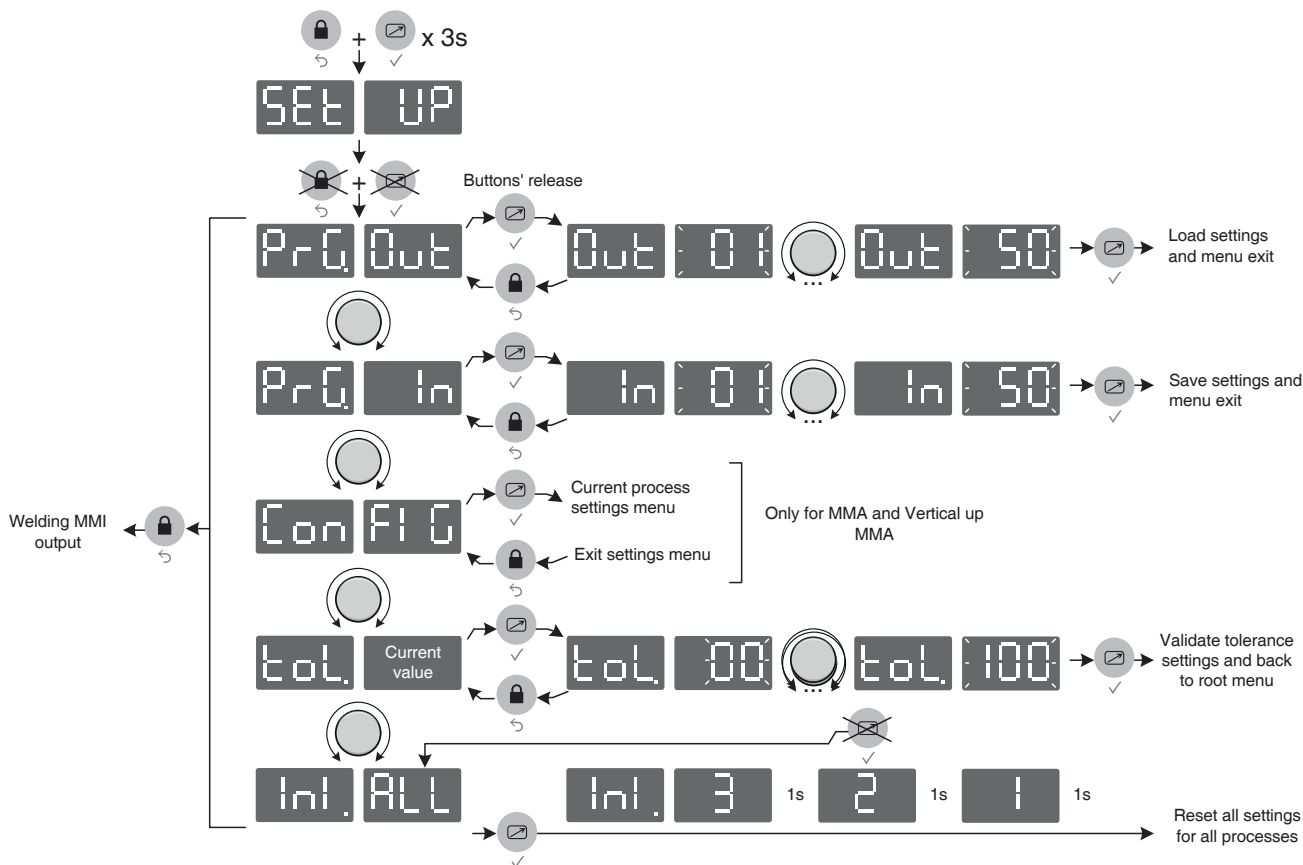 + x 3s
SEt UP
+
Buttons' release
PrG. Out Out 01 ... Out 50
Load settings
and menu exit
PrG. In In 01 ... In 50
Save settings and
menu exit
Con FIG
Current process
settings menu
Exit settings menu
Only for MMA and Vertical up
MMA
Welding MMI
output
toL. Current
value
toL. 00 ... toL. 100
Validate tolerance
settings and back
to root menu
InI. ALL InI. 3 1s 2 1s 1 1s
Reset all settings
for all processes